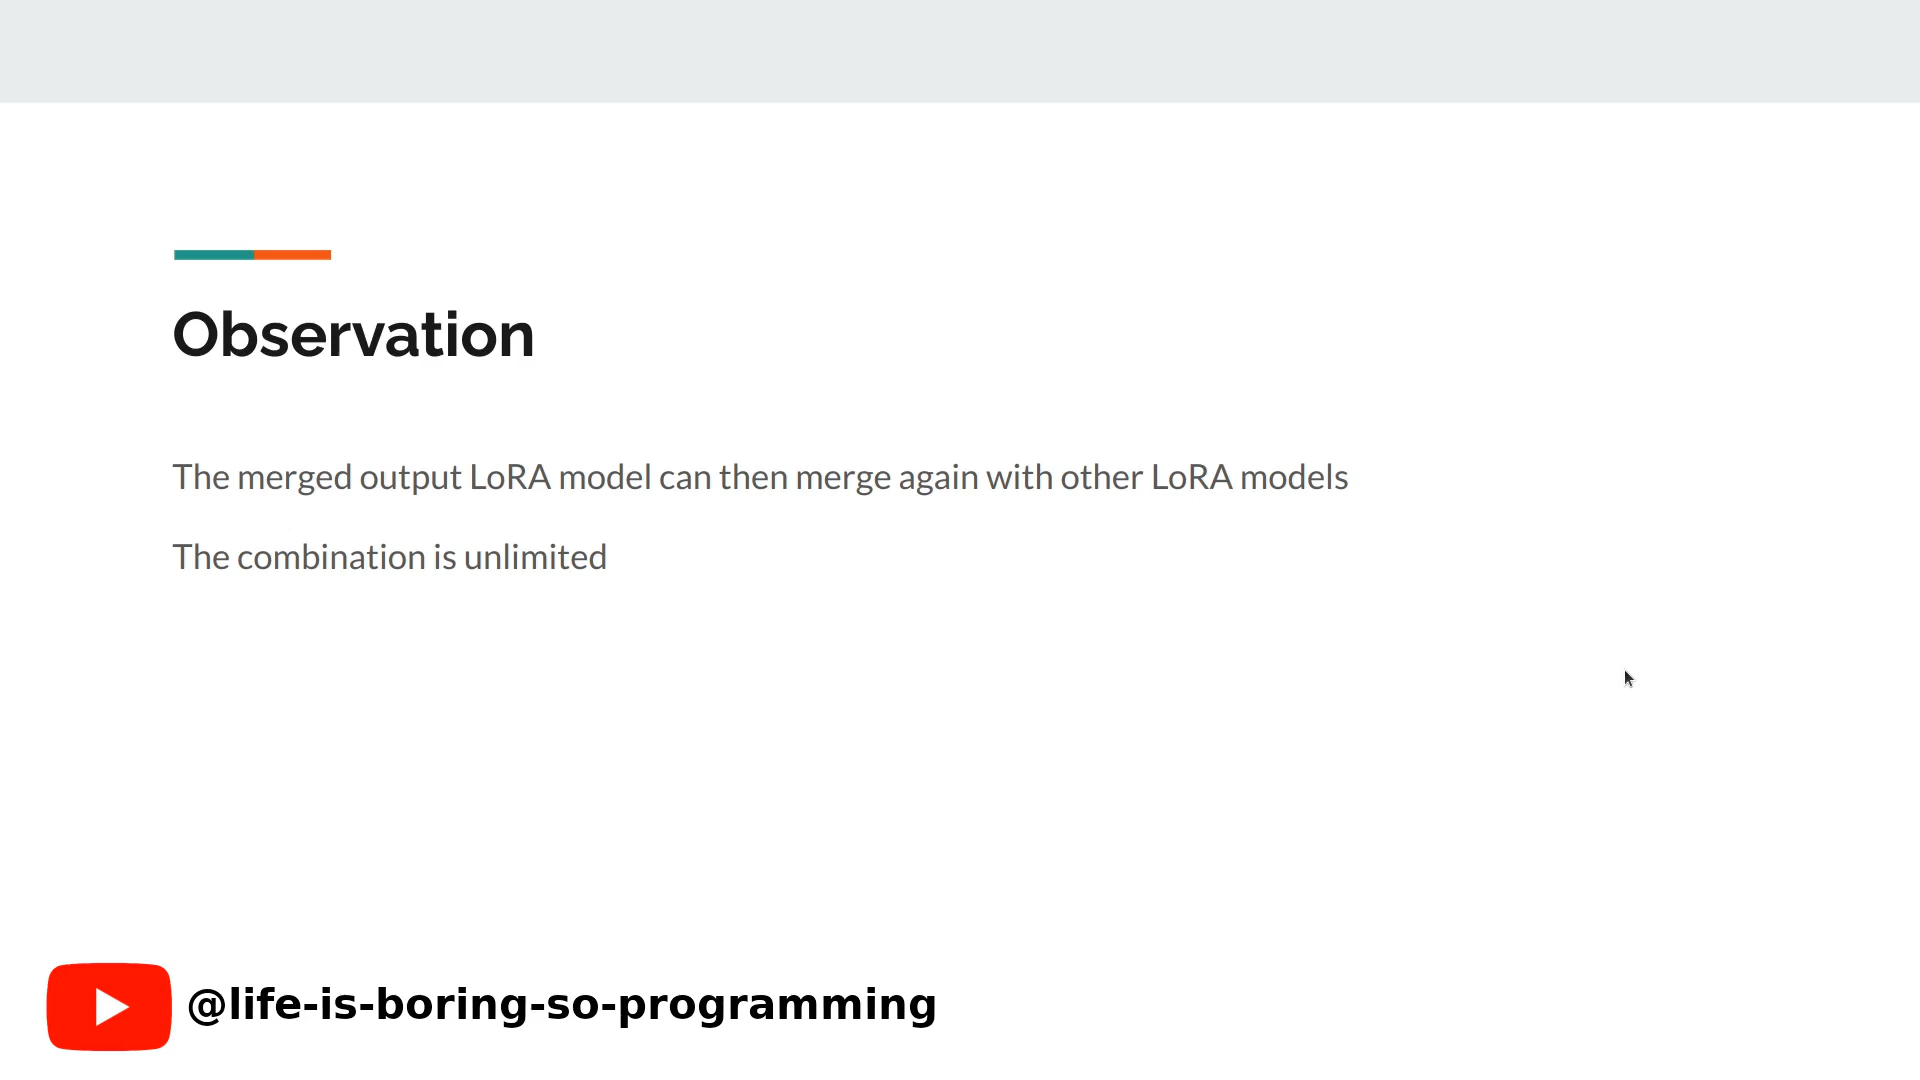 Observation
The merged output LoRA model can then merge again with other LoRA models
The combination is unlimited
@life-is-boring-so-programming